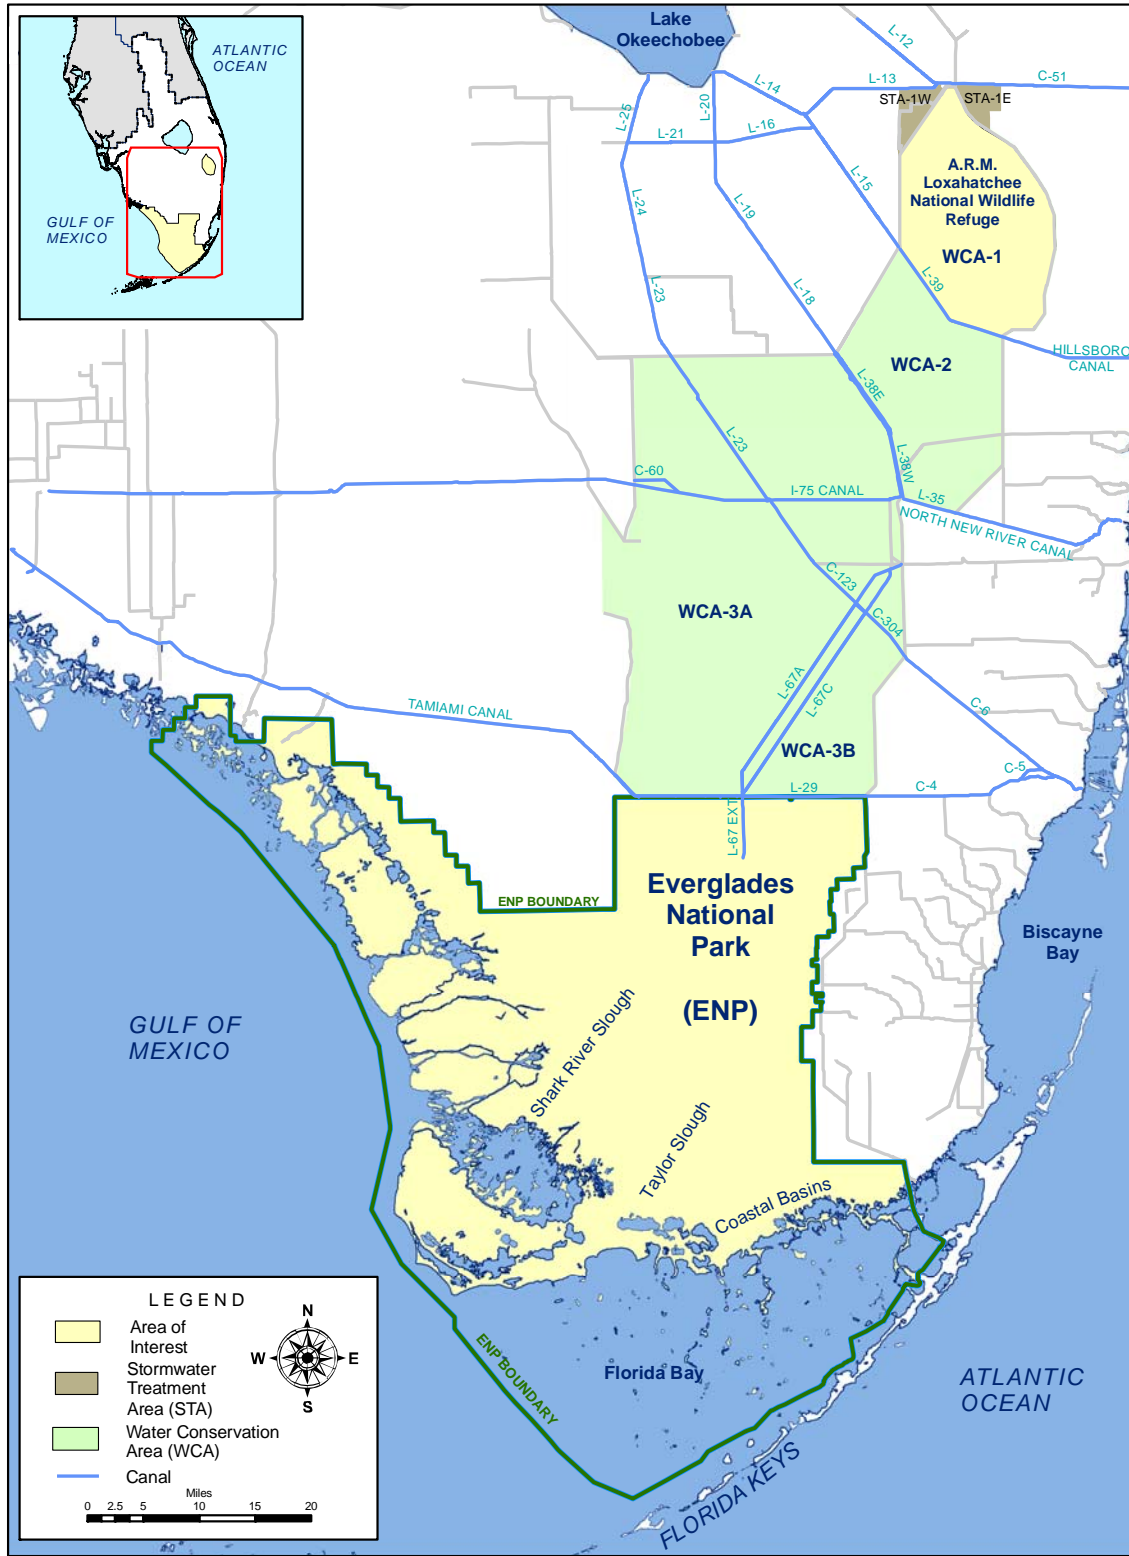 ATLANTIC
OCEAN
GULF OF
MEXICO
Lake
Okeechobee
L-12
L-13
C-51
L-14
STA-1W
STA-1E
L-25
L-20
L-21
L-16
L-15
A.R.M.
Loxahatchee
National Wildlife
Refuge
WCA-1
L-24
L-19
L-23
L-18
L-39
HILLSBORO
CANAL
WCA-2
L-38E
L-23
L-38W
C-60
I-75 CANAL
L-35
NORTH NEW RIVER CANAL
C-123
WCA-3A
C-304
L-67A
L-67C
C-6
TAMIAMI CANAL
WCA-3B
C-5
L-29
C-4
L-67 EXT
Everglades
National
Park
(ENP)
ENP BOUNDARY
Biscayne
Bay
GULF OF
MEXICO
Shark River Slough
Taylor Slough
Coastal Basins
ENP BOUNDARY
Florida Bay
ATLANTIC
OCEAN
FLORIDA KEYS
LEGEND
Area of
Interest
Stormwater
Treatment
Area (STA)
Water Conservation
Area (WCA)
Canal
N
W
E
S
Miles
0 2.5 5 10 15 20